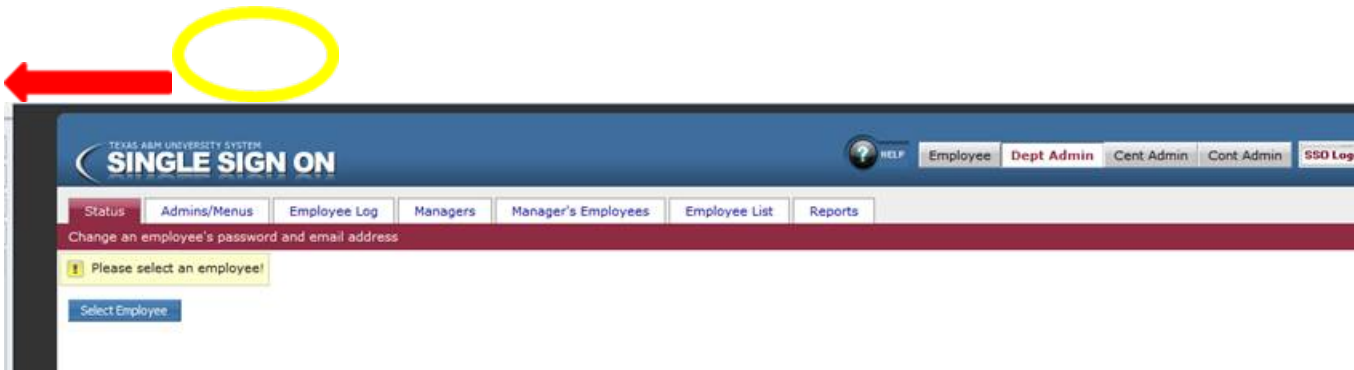 TEXAS A&M UNIVERSITY SYSTEM
SINGLE SIGN ON
? HELP Employee Dept Admin Cent Admin Cont Admin SSO Log
Status Admins/Menus Employee Log Managers Manager's Employees Employee List Reports
Change an employee's password and email address
! Please select an employee!
Select Employee